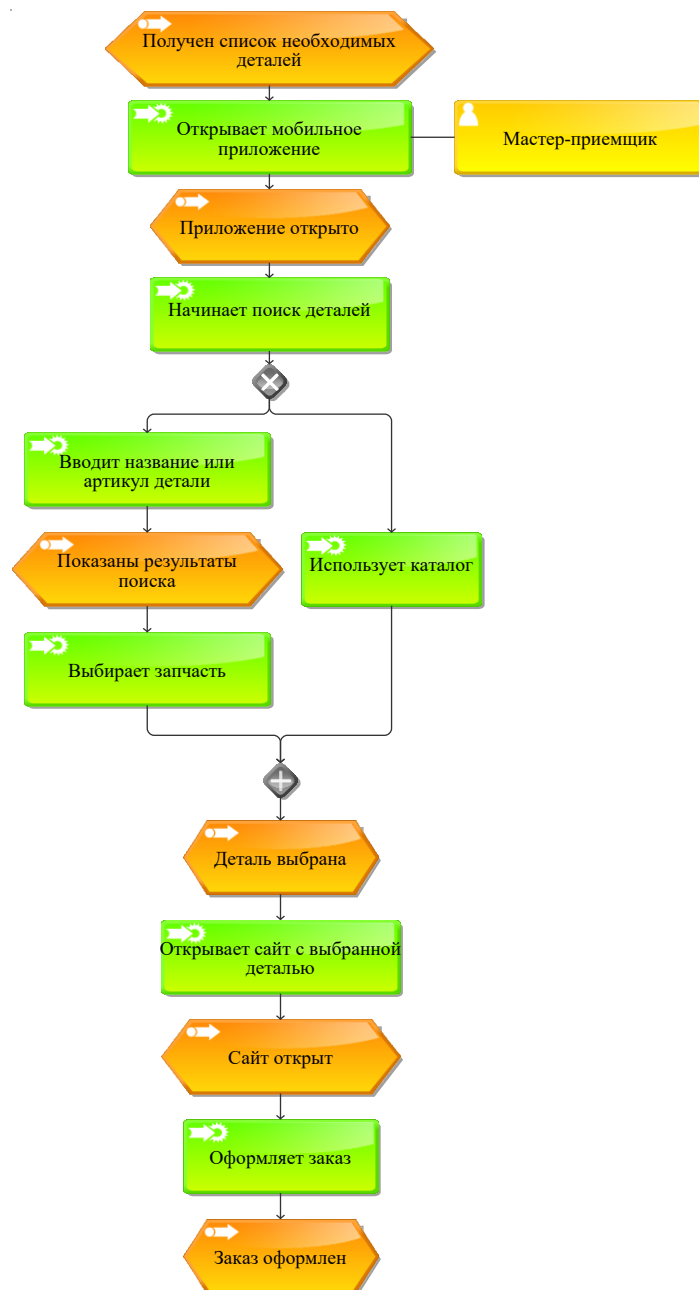 Получен список необходимых
деталей
Открывает мобильное
приложение
Мастер-приемщик
Приложение открыто
Начинает поиск деталей
Вводит название или
артикул детали
Показаны результаты
поиска
Использует каталог
Выбирает запчасть
Деталь выбрана
Открывает сайт с выбранной
деталью
Сайт открыт
Оформляет заказ
Заказ оформлен